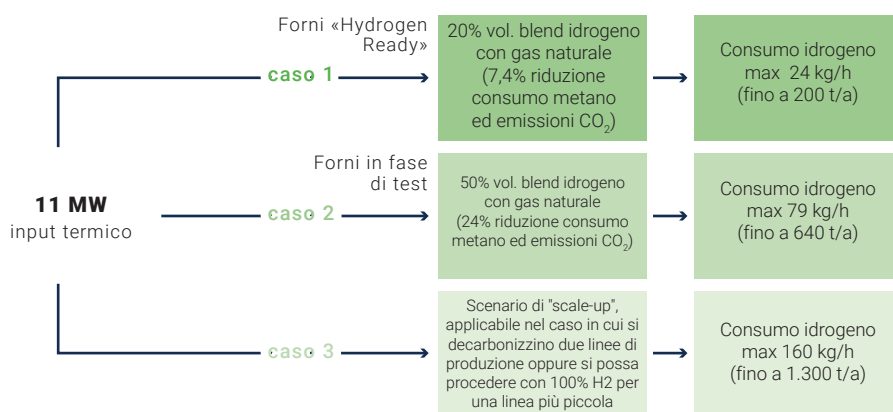 Forni «Hydrogen
Ready»
caso 1
20% vol. blend idrogeno
con gas naturale
(7,4% riduzione
consumo metano
ed emissioni CO₂)
Consumo idrogeno
max 24 kg/h
(fino a 200 t/a)
11 MW
input termico
Forni in fase
di test
caso 2
50% vol. blend idrogeno
con gas naturale
(24% riduzione consumo
metano ed emissioni CO₂)
Consumo idrogeno
max 79 kg/h
(fino a 640 t/a)
caso 3
Scenario di "scale-up",
applicabile nel caso in cui si
decarbonizzino due linee di
produzione oppure si possa
procedere con 100% H2 per
una linea più piccola
Consumo idrogeno
max 160 kg/h
(fino a 1.300 t/a)